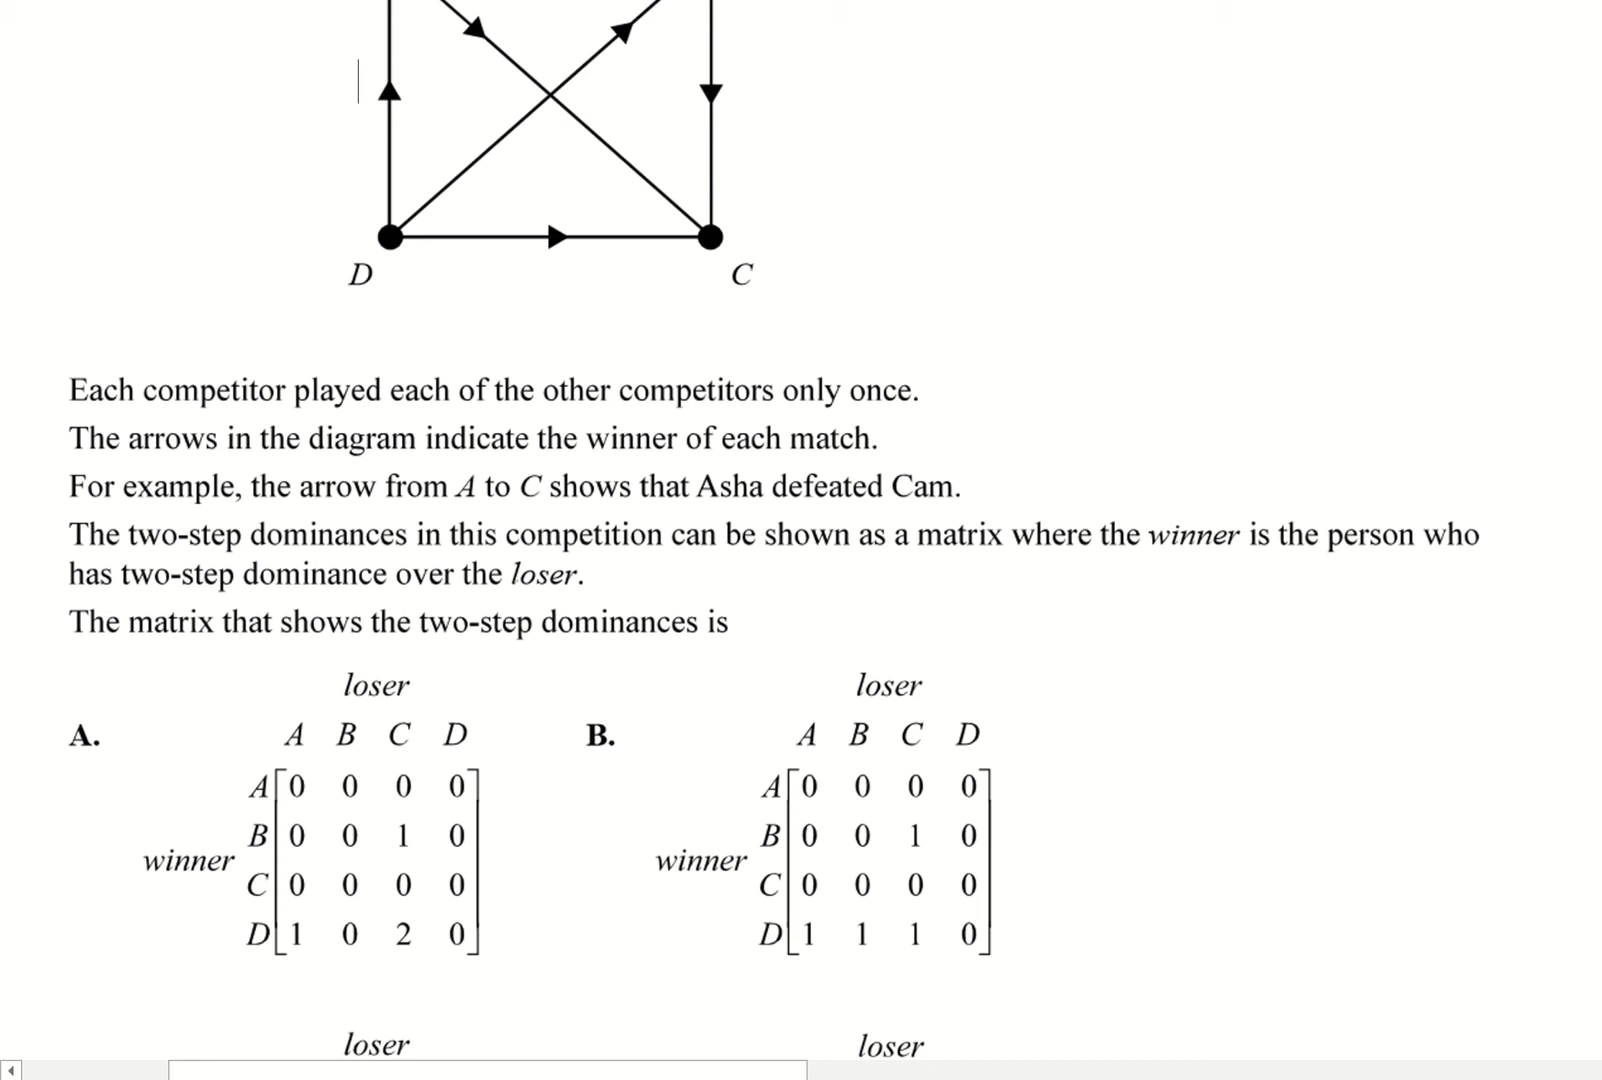 D C
Each competitor played each of the other competitors only once.
The arrows in the diagram indicate the winner of each match.
For example, the arrow from A to C shows that Asha defeated Cam.
The two-step dominances in this competition can be shown as a matrix where the winner is the person who
has two-step dominance over the loser.
The matrix that shows the two-step dominances is
loser
A. A B C D
A 0 0 0 0
B 0 0 1 0
winner
C 0 0 0 0
D 1 0 2 0
loser
B. A B C D
A 0 0 0 0
B 0 0 1 0
winner
C 0 0 0 0
D 1 1 1 0
loser
loser